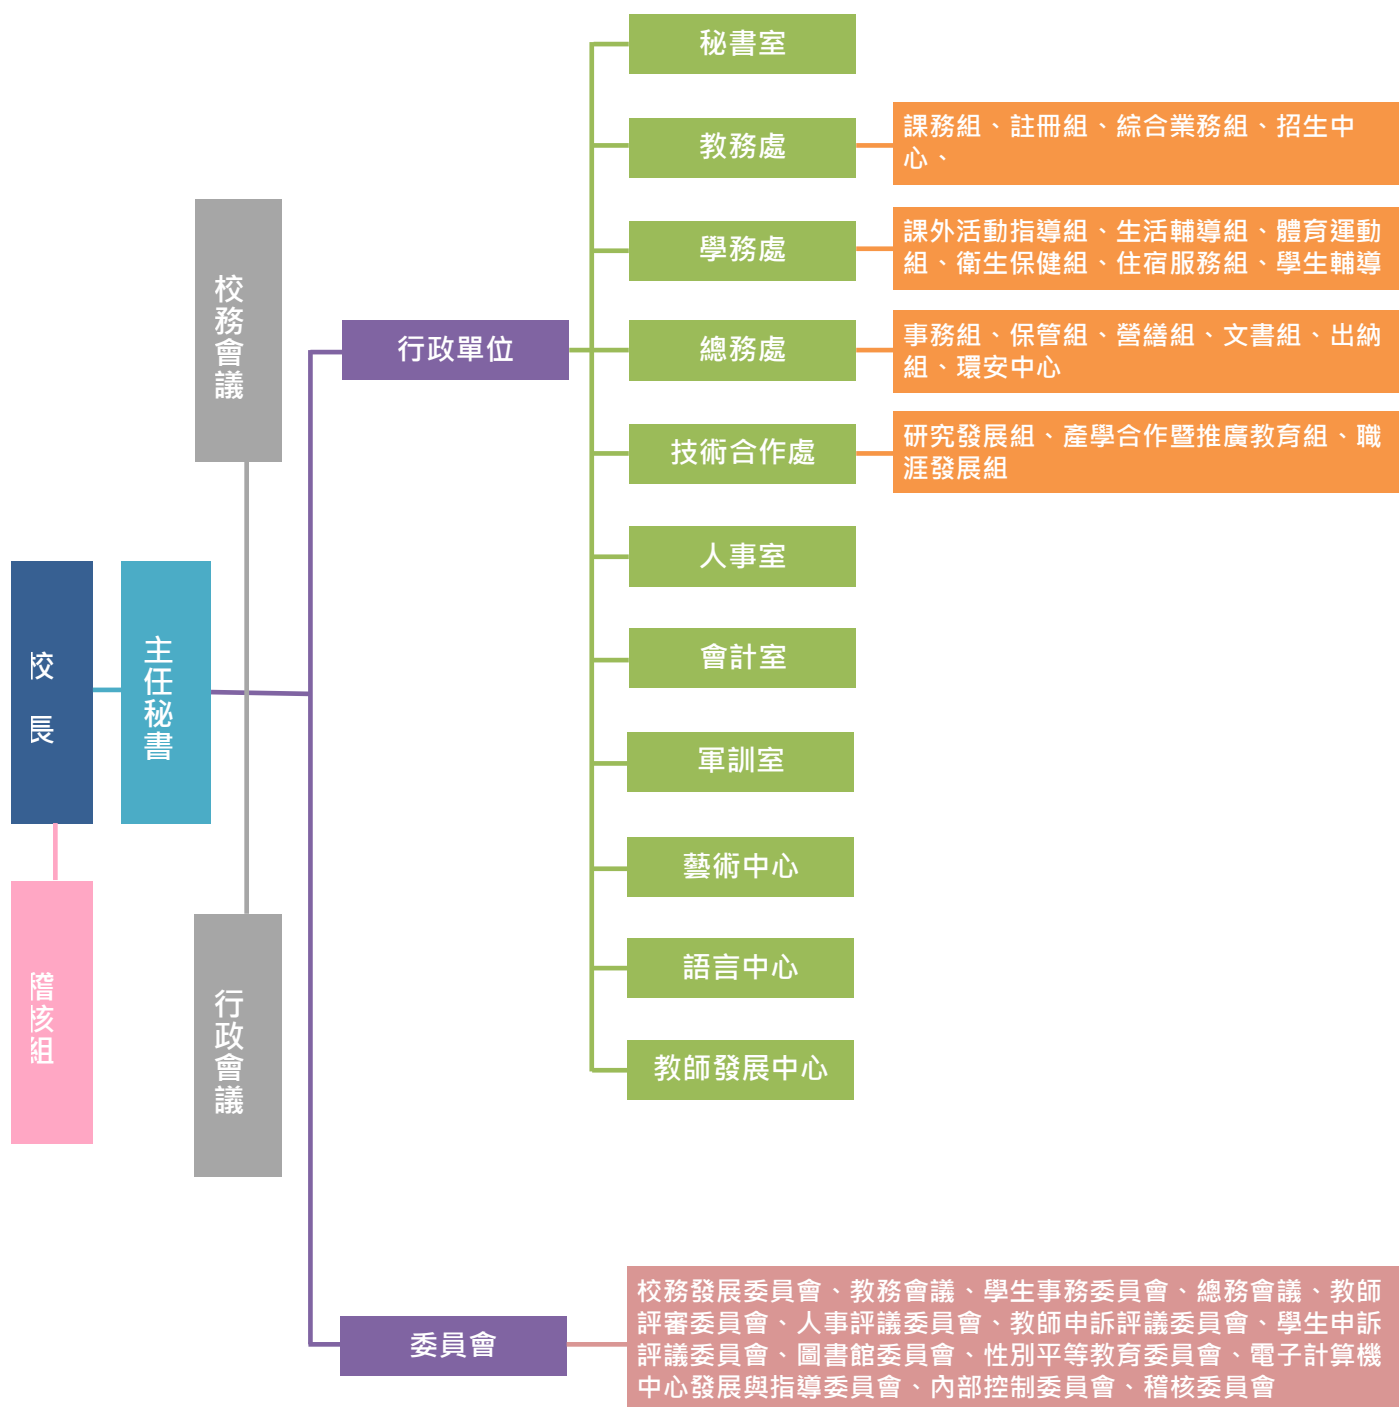 校長
稽核組
主任秘書
校務會議
行政會議
行政單位
秘書室
教務處
課務組、註冊組、綜合業務組、招生中
心、
學務處
課外活動指導組、生活輔導組、體育運動
組、衛生保健組、住宿服務組、學生輔導
總務處
事務組、保管組、營繕組、文書組、出納
組、環安中心
技術合作處
研究發展組、產學合作暨推廣教育組、職
涯發展組
人事室
會計室
軍訓室
藝術中心
語言中心
教師發展中心
委員會
校務發展委員會、教務會議、學生事務委員會、總務會議、教師
評審委員會、人事評議委員會、教師申訴評議委員會、學生申訴
評議委員會、圖書館委員會、性別平等教育委員會、電子計算機
中心發展與指導委員會、內部控制委員會、稽核委員會